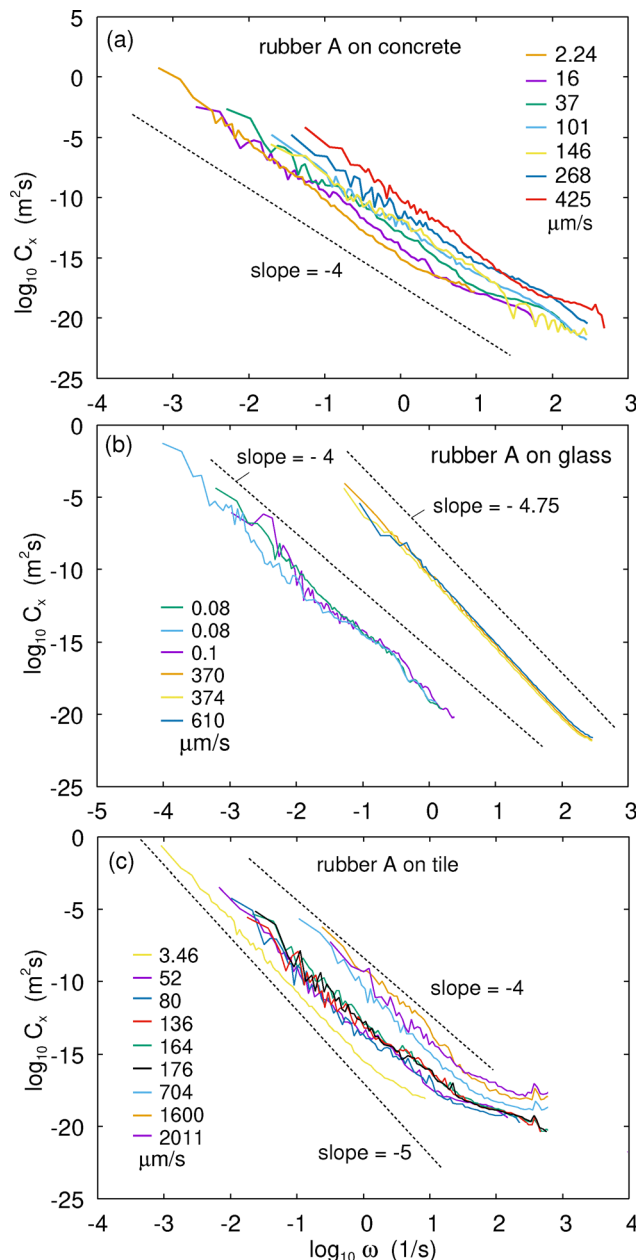 (a)
rubber A on concrete
2.24
16
37
101
146
268
425
μm/s
slope = -4
log₁₀ Cₓ (m²s)
5
0
-5
-10
-15
-20
-25
-4 -3 -2 -1 0 1 2 3
(b)
rubber A on glass
slope = - 4
slope = - 4.75
0.08
0.08
0.1
370
374
610
μm/s
log₁₀ Cₓ (m²s)
0
-5
-10
-15
-20
-25
-5 -4 -3 -2 -1 0 1 2 3
(c)
rubber A on tile
3.46
52
80
136
164
176
704
1600
2011
μm/s
slope = -4
slope = -5
log₁₀ Cₓ (m²s)
0
-5
-10
-15
-20
-25
-4 -3 -2 -1 0 1 2 3 4
log₁₀ ω (1/s)